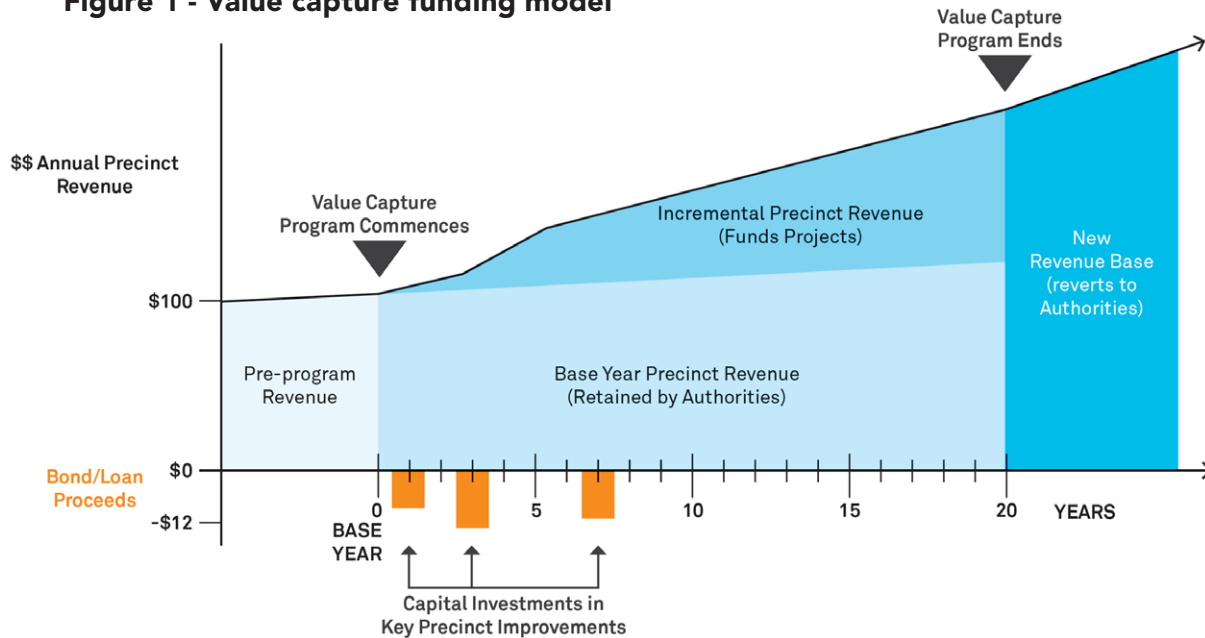 Figure 1 - Value capture funding model
Value Capture
Program Ends
$$ Annual Precinct
Revenue
Value Capture
Program Commences
Incremental Precinct Revenue
(Funds Projects)
New
Revenue Base
(reverts to
Authorities)
$100
Pre-program
Revenue
Base Year Precinct Revenue
(Retained by Authorities)
$0
Bond/Loan
Proceeds
-$12
0 5 10 15 20 YEARS
BASE
YEAR
Capital Investments in
Key Precinct Improvements